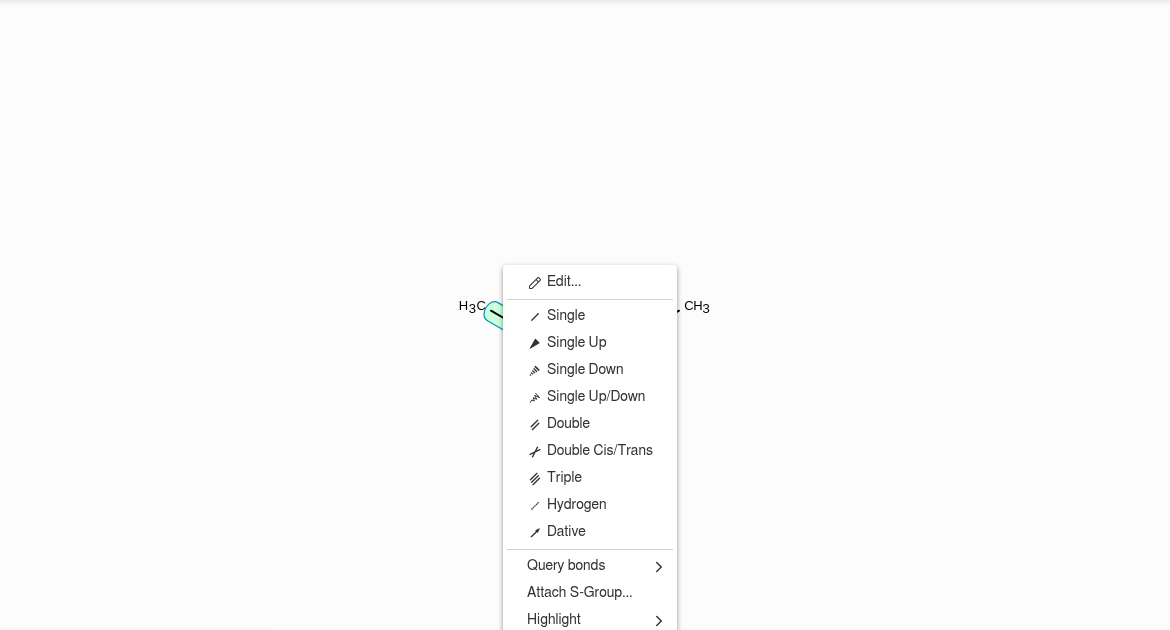 Edit...
H3C
CH3
Single
Single Up
Single Down
Single Up/Down
Double
Double Cis/Trans
Triple
Hydrogen
Dative
Query bonds
Attach S-Group...
Highlight